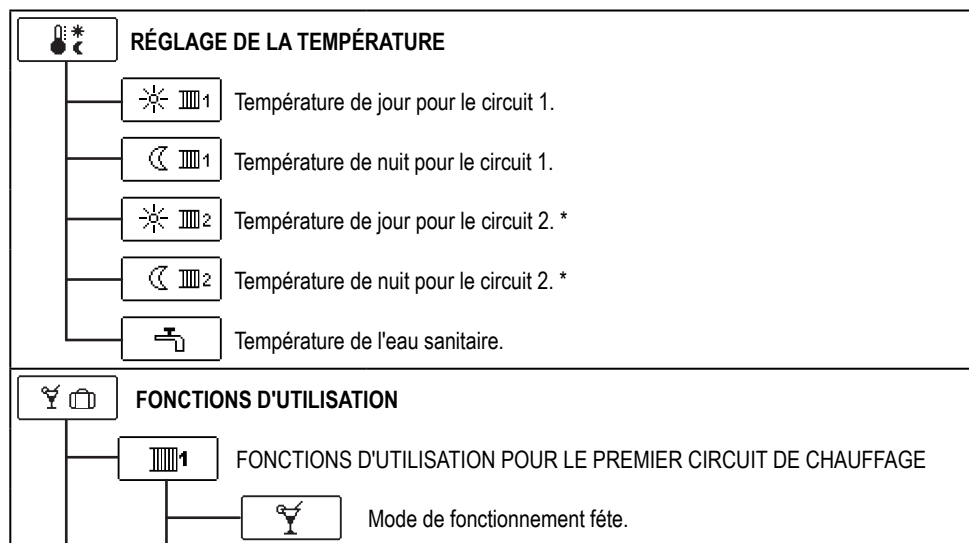 RÉGLAGE DE LA TEMPÉRATURE
1 Température de jour pour le circuit 1.
1 Température de nuit pour le circuit 1.
2 Température de jour pour le circuit 2. *
2 Température de nuit pour le circuit 2. *
Température de l'eau sanitaire.
FONCTIONS D'UTILISATION
1 FONCTIONS D'UTILISATION POUR LE PREMIER CIRCUIT DE CHAUFFAGE
Mode de fonctionnement féte.